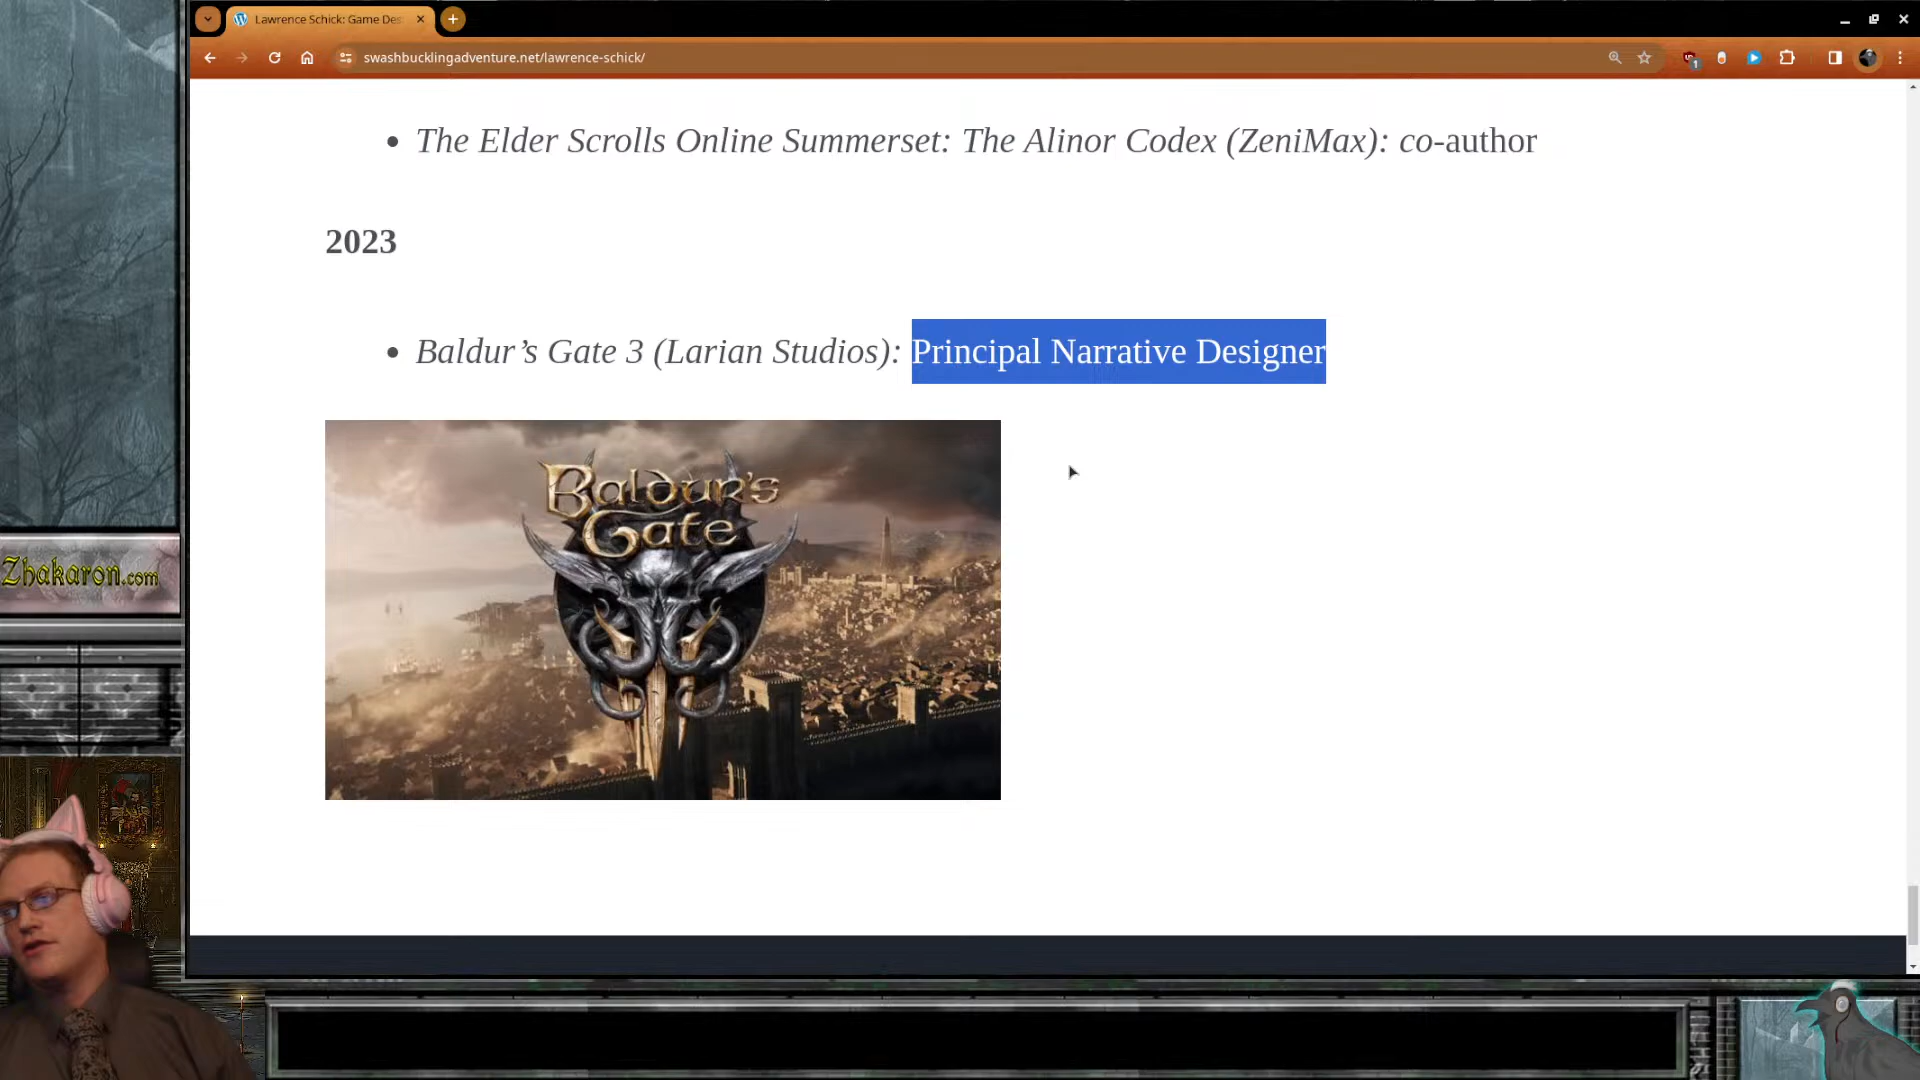 Lawrence Schick: Game Des
swashbucklingadventure.net/lawrence-schick/
1
• The Elder Scrolls Online Summerset: The Alinor Codex (ZeniMax): co-author
2023
• Baldur’s Gate 3 (Larian Studios): Principal Narrative Designer
Baldur's
Gate
Zhakaron.com